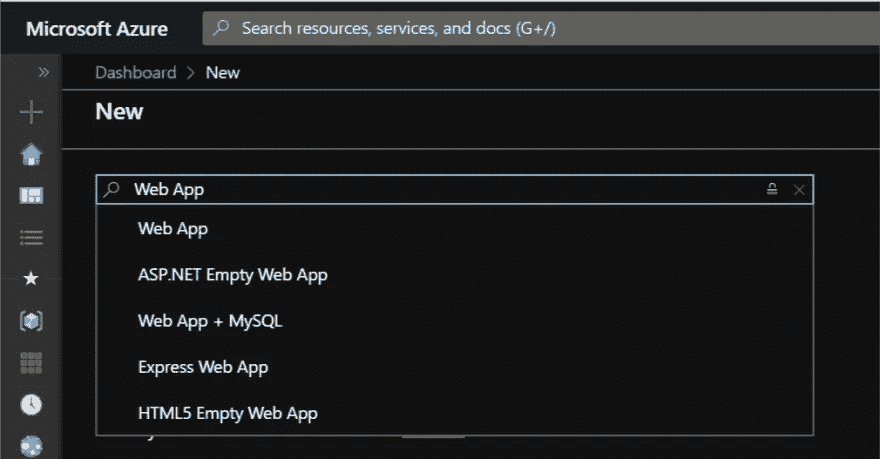 Microsoft Azure Search resources, services, and docs (G+/)
Dashboard > New
New
Web App
Web App
ASP.NET Empty Web App
Web App + MySQL
Express Web App
HTML5 Empty Web App